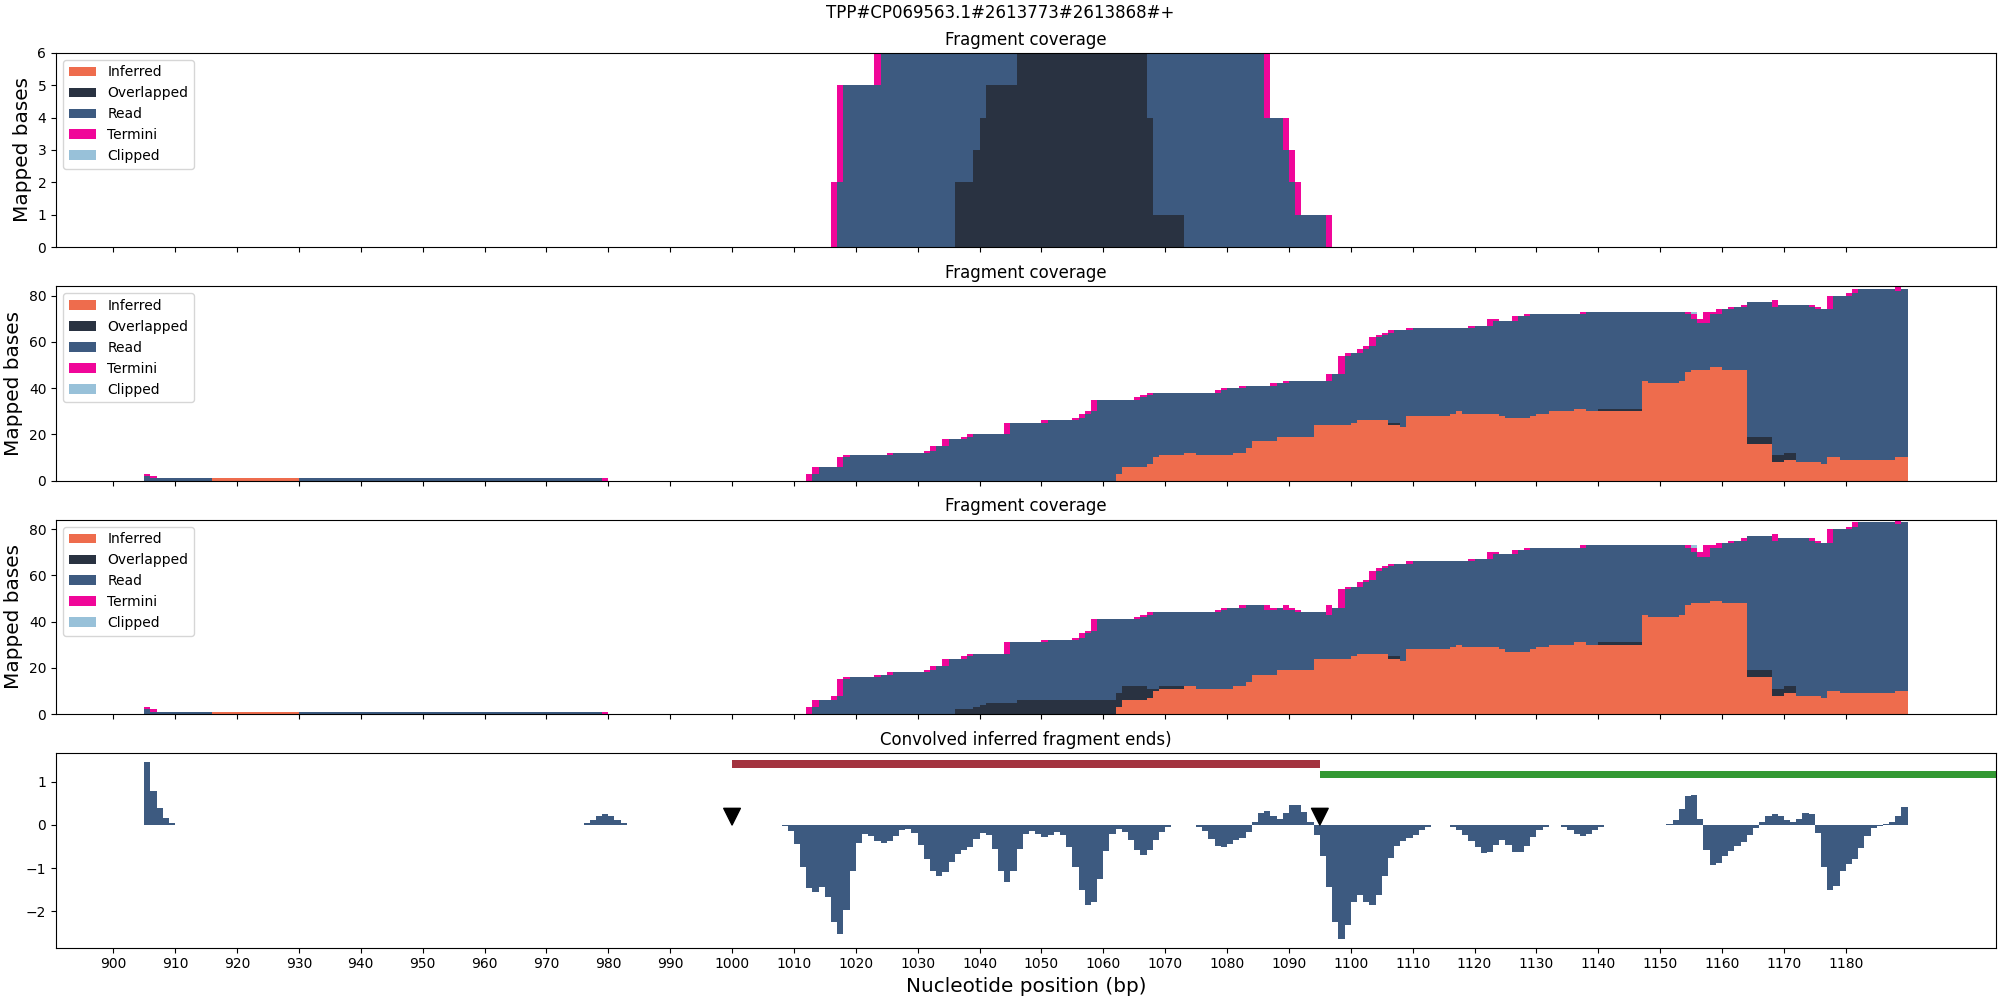 TPP#CP069563.1#2613773#2613868#+
Fragment coverage
Mapped bases
6
5
4
3
2
1
0
Inferred
Overlapped
Read
Termini
Clipped
Fragment coverage
Mapped bases
80
60
40
20
0
Inferred
Overlapped
Read
Termini
Clipped
Fragment coverage
Mapped bases
80
60
40
20
0
Inferred
Overlapped
Read
Termini
Clipped
Convolved inferred fragment ends)
1
0
−1
−2
900 910 920 930 940 950 960 970 980 990 1000 1010 1020 1030 1040 1050 1060 1070 1080 1090 1100 1110 1120 1130 1140 1150 1160 1170 1180
Nucleotide position (bp)